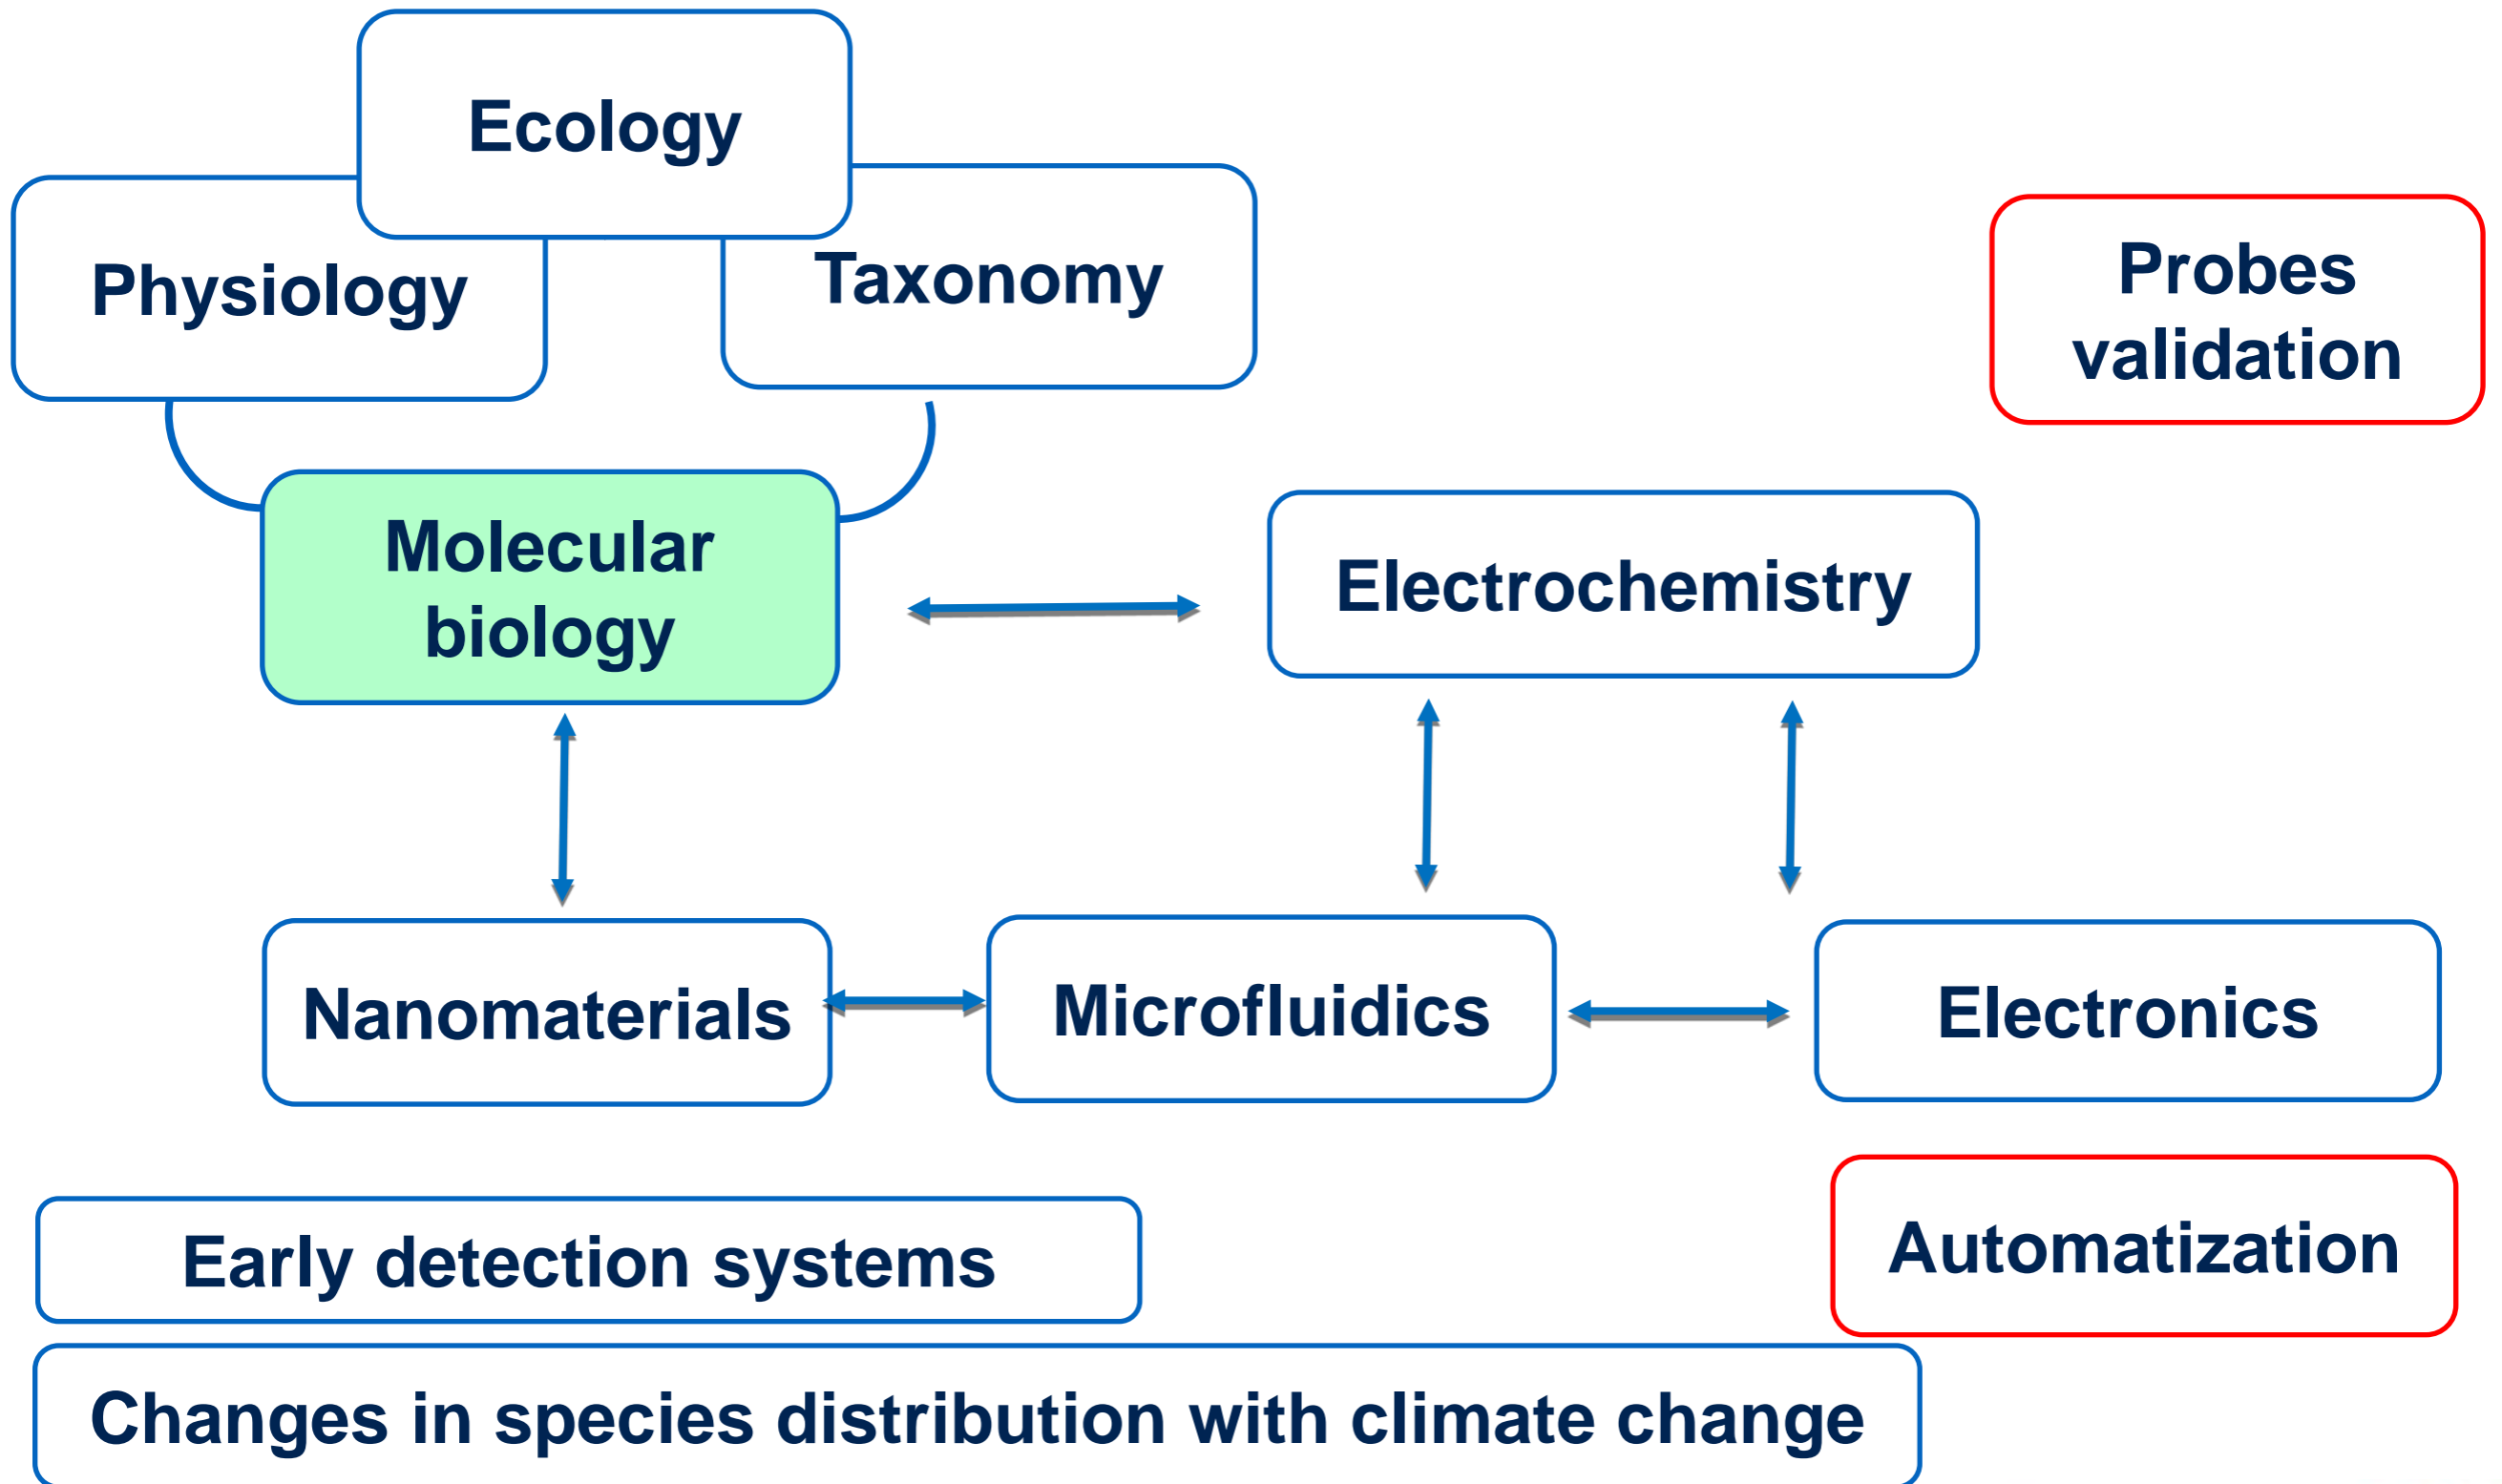 Ecology
Physiology
Taxonomy
Probes
validation
Molecular
biology
Electrochemistry
Nanomaterials
Microfluidics
Electronics
Early detection systems
Automatization
Changes in species distribution with climate change